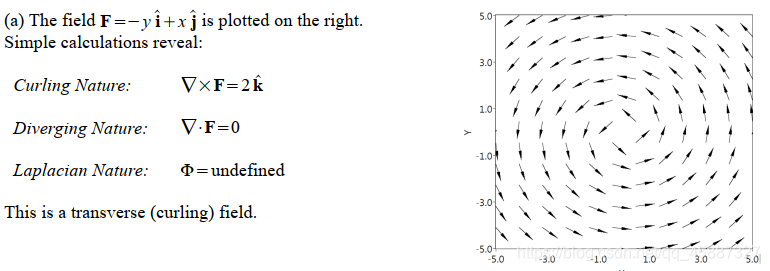 (a) The field F=−y î+x ĵ is plotted on the right.
Simple calculations reveal:
Curling Nature: ∇×F=2k̂
Diverging Nature: ∇·F=0
Laplacian Nature: Φ=undefined
This is a transverse (curling) field.
5.0
3.0
1.0
Y
-1.0
-3.0
-5.0
-5.0 -3.0 -1.0 1.0 3.0 5.0